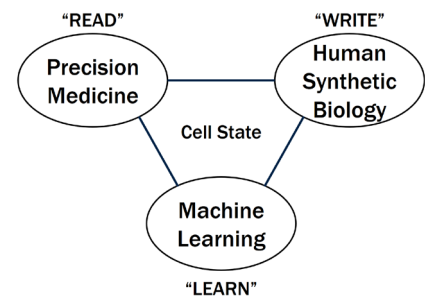 “READ”
“WRITE”
Precision
Medicine
Human
Synthetic
Biology
Cell State
Machine
Learning
“LEARN”